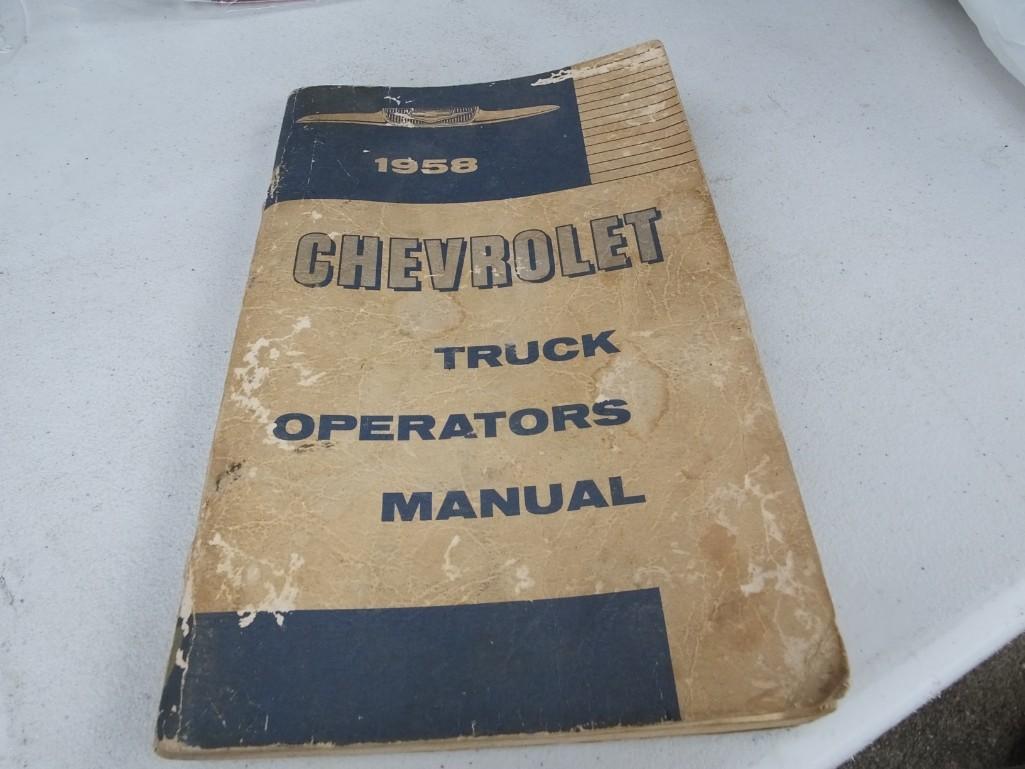 1958
CHEVROLET
TRUCK
OPERATORS
MANUAL